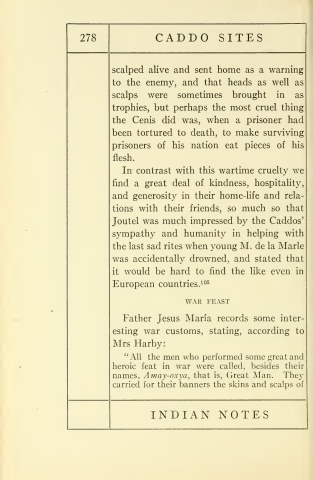 278
CADDO SITES
scalped alive and sent home as a warning
to the enemy, and that heads as well as
scalps were sometimes brought in as
trophies, but perhaps the most cruel thing
the Cenis did was, when a prisoner had
been tortured to death, to make surviving
prisoners of his nation eat pieces of his
flesh.
In contrast with this wartime cruelty we
find a great deal of kindness, hospitality,
and generosity in their home-life and rela-
tions with their friends, so much so that
Joutel was much impressed by the Caddos'
sympathy and humanity in helping with
the last sad rites when young M. de la Marle
was accidentally drowned, and stated that
it would be hard to find the like even in
European countries.¹⁰⁵
WAR FEAST
Father Jesus María records some inter-
esting war customs, stating, according to
Mrs Harby:
"All the men who performed some great and
heroic feat in war were called, besides their
names, Amay-oxya, that is, Great Man. They
carried for their banners the skins and scalps of
INDIAN NOTES